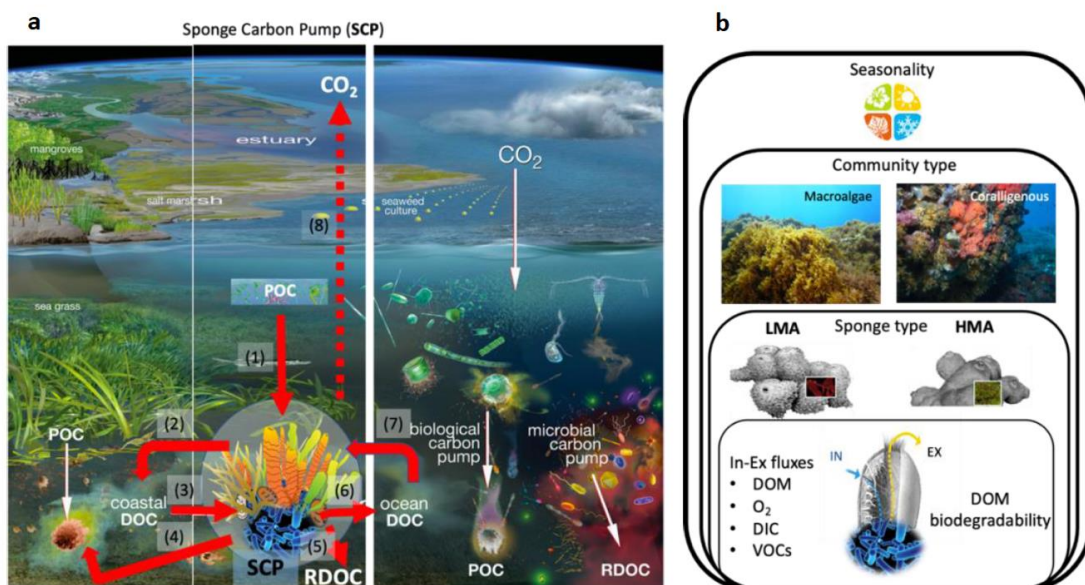 a
Sponge Carbon Pump (SCP)
CO2
mangroves
estuary
CO2
salt marsh
seaweed
culture
(8)
sea grass
POC
(1)
POC
(2)
(7)
biological
carbon
pump
microbial
carbon
pump
coastal
DOC
(3)
(6)
ocean
DOC
(4)
(5)
SCP
RDOC
POC
RDOC
b
Seasonality
Community type
Macroalgae
Coralligenous
LMA
Sponge type
HMA
In-Ex fluxes
• DOM
• O2
• DIC
• VOCs
IN
EX
DOM
biodegradability